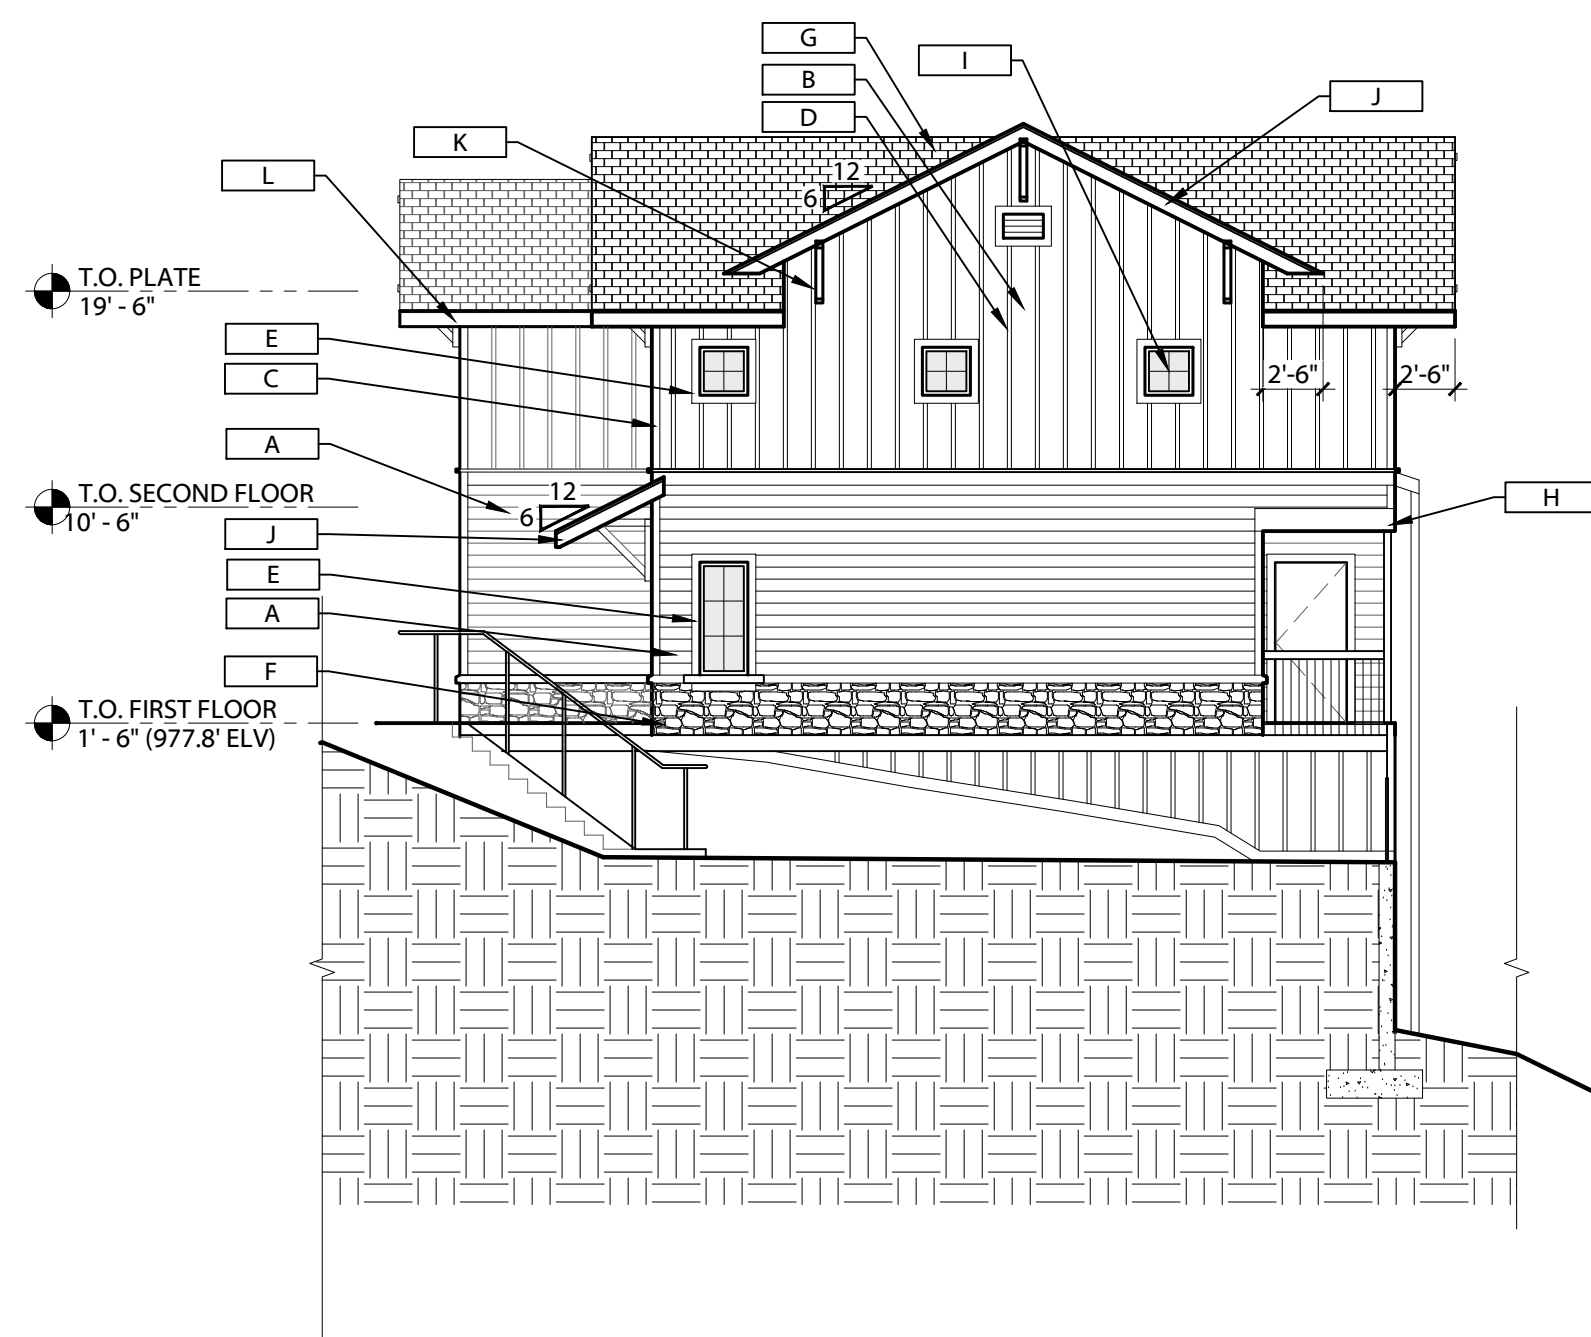 G
I
B
J
D
K
L
12
6
T.O. PLATE
19' - 6"
E
2'-6"
2'-6"
C
A
T.O. SECOND FLOOR
10' - 6"
12
6
H
J
E
A
F
T.O. FIRST FLOOR
1' - 6" (977.8' ELV)